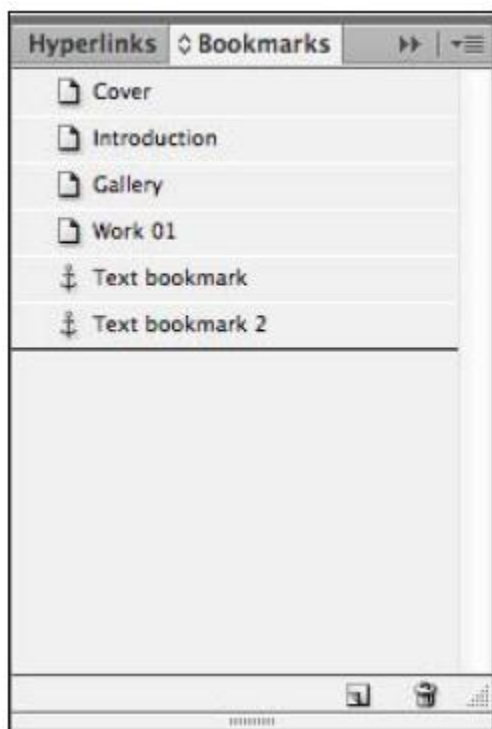 Hyperlinks Bookmarks
Cover
Introduction
Gallery
Work 01
Text bookmark
Text bookmark 2